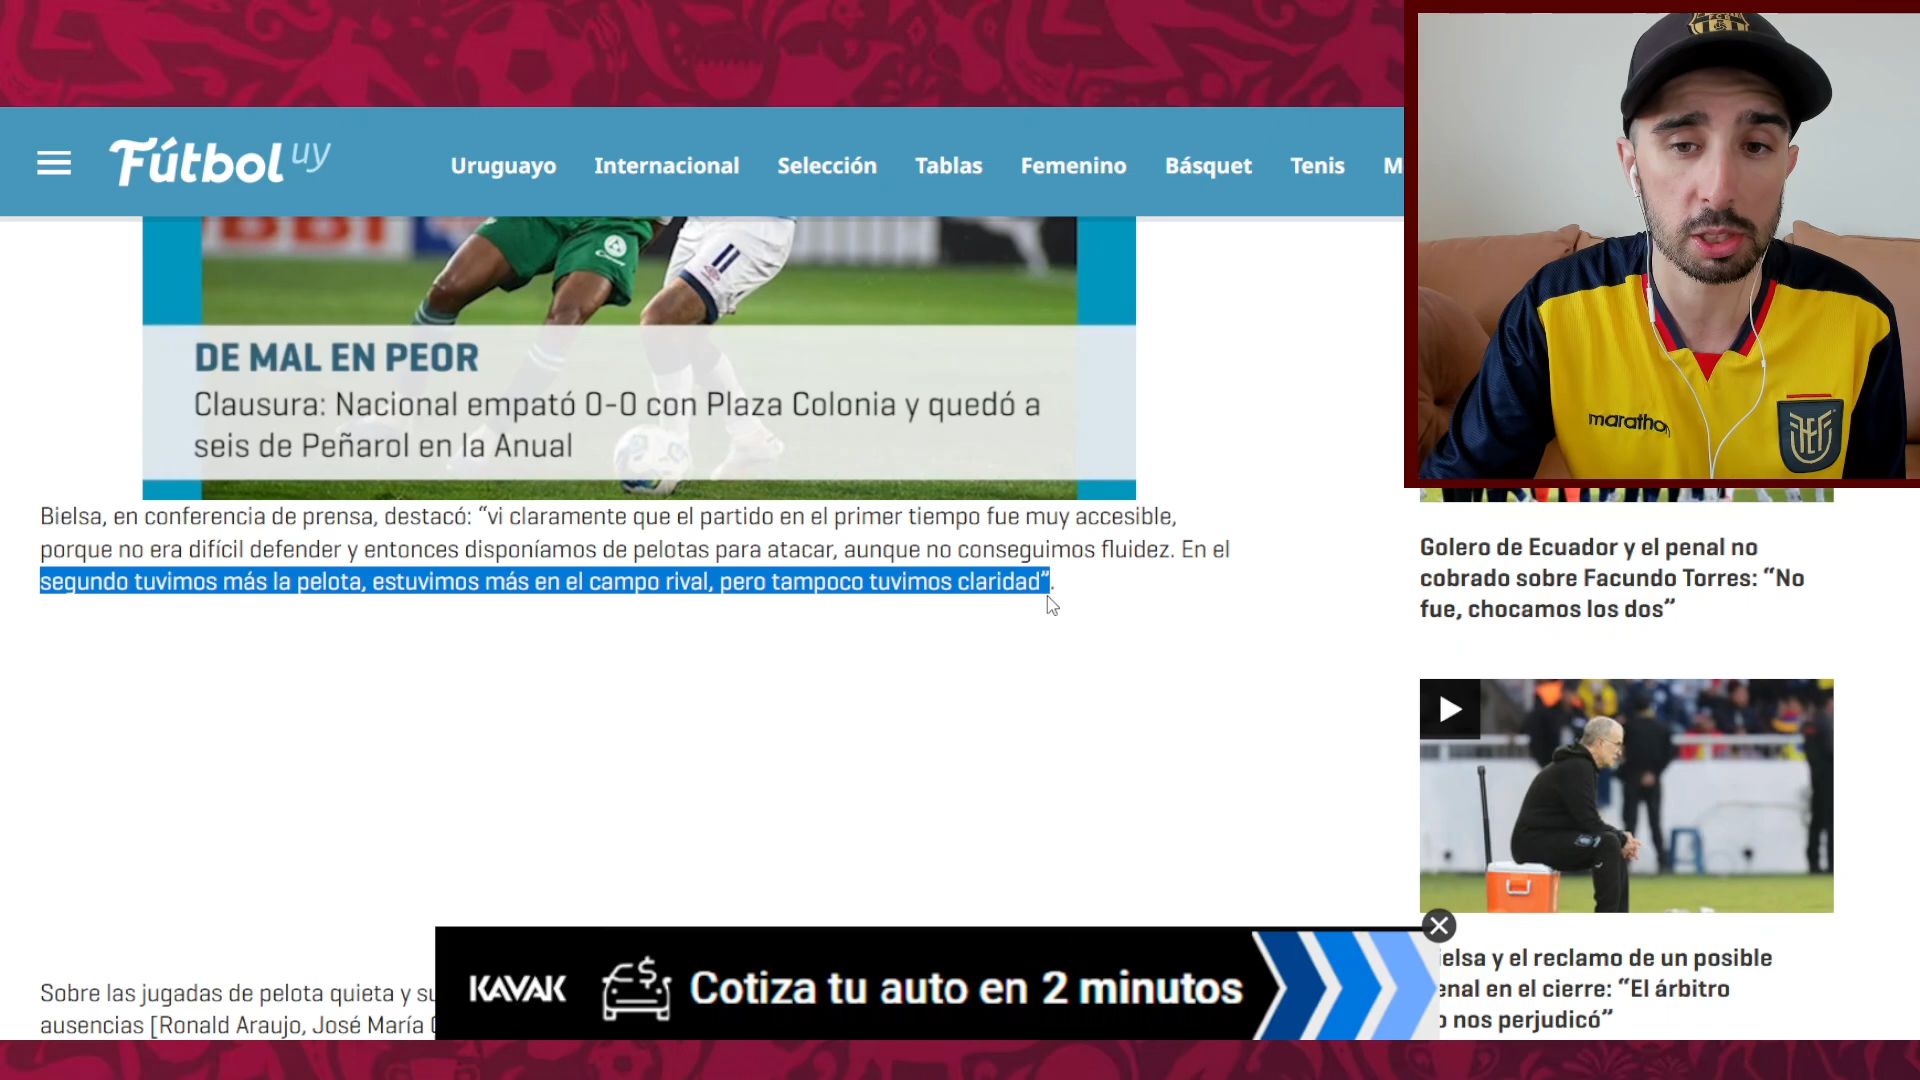 Fútbol uy
Uruguayo Internacional Selección Tablas Femenino Básquet Tenis M
11
DE MAL EN PEOR
Clausura: Nacional empató 0-0 con Plaza Colonia y quedó a
seis de Peñarol en la Anual
Bielsa, en conferencia de prensa, destacó: “vi claramente que el partido en el primer tiempo fue muy accesible,
porque no era difícil defender y entonces disponíamos de pelotas para atacar, aunque no conseguimos fluidez. En el
segundo tuvimos más la pelota, estuvimos más en el campo rival, pero tampoco tuvimos claridad”.
Sobre las jugadas de pelota quieta y su
ausencias [Ronald Araujo, José María
KAVAK
Cotiza tu auto en 2 minutos
marathon
FEF
Golero de Ecuador y el penal no
cobrado sobre Facundo Torres: “No
fue, chocamos los dos”
ielsa y el reclamo de un posible
enal en el cierre: “El árbitro
o nos perjudicó”